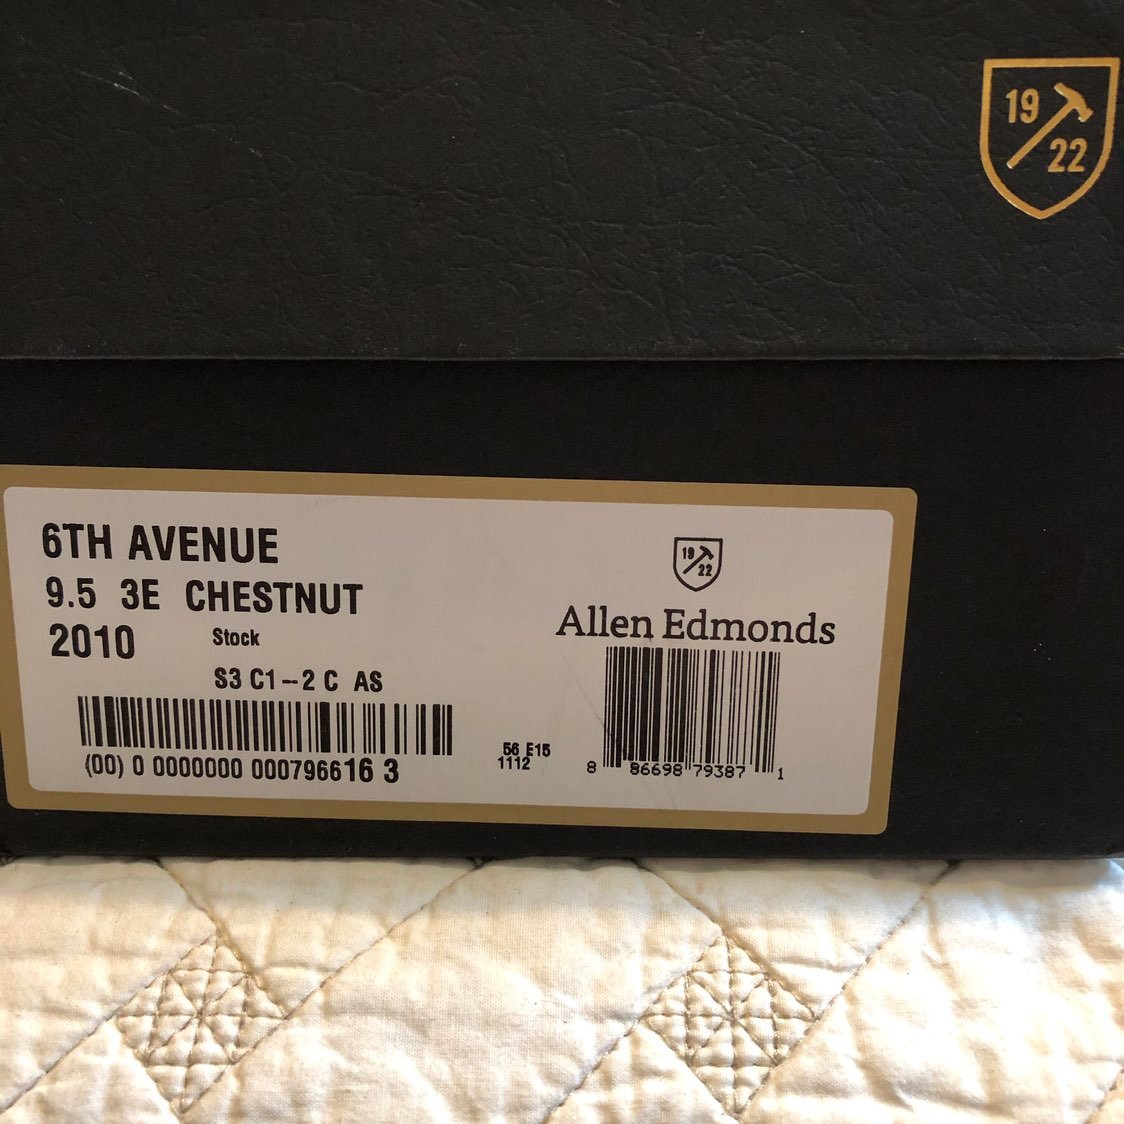 19
22
6TH AVENUE
9.5 3E CHESTNUT
2010 Stock
S3 C1-2 C AS
(00) 0 0000000 000796616 3
56 E15
1112
19
22
Allen Edmonds
8 86698 79387 1